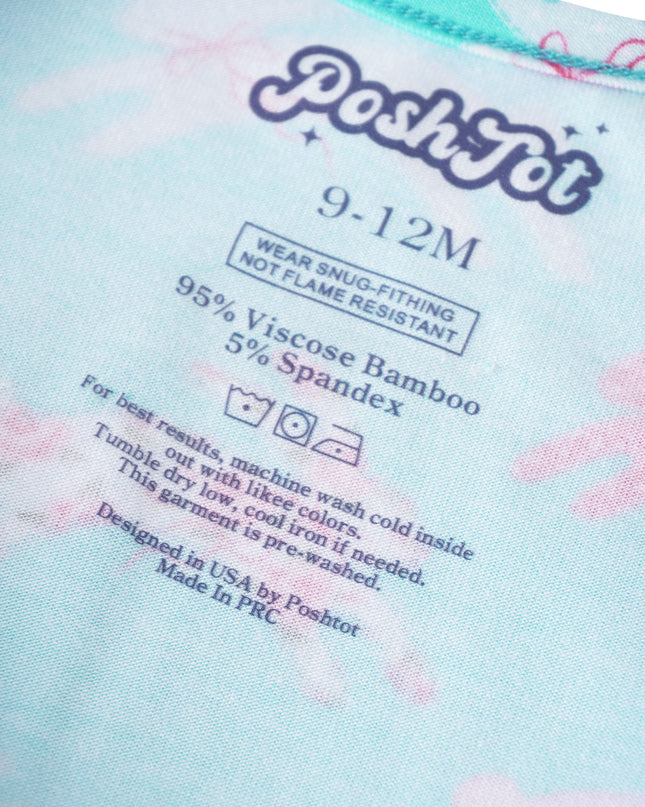 PoshTot
9-12M
WEAR SNUG-FITHING
NOT FLAME RESISTANT
95% Viscose Bamboo
5% Spandex
For best results, machine wash cold inside
out with likee colors.
Tumble dry low, cool iron if needed.
This garment is pre-washed.
Designed in USA by Poshtot
Made In PRC